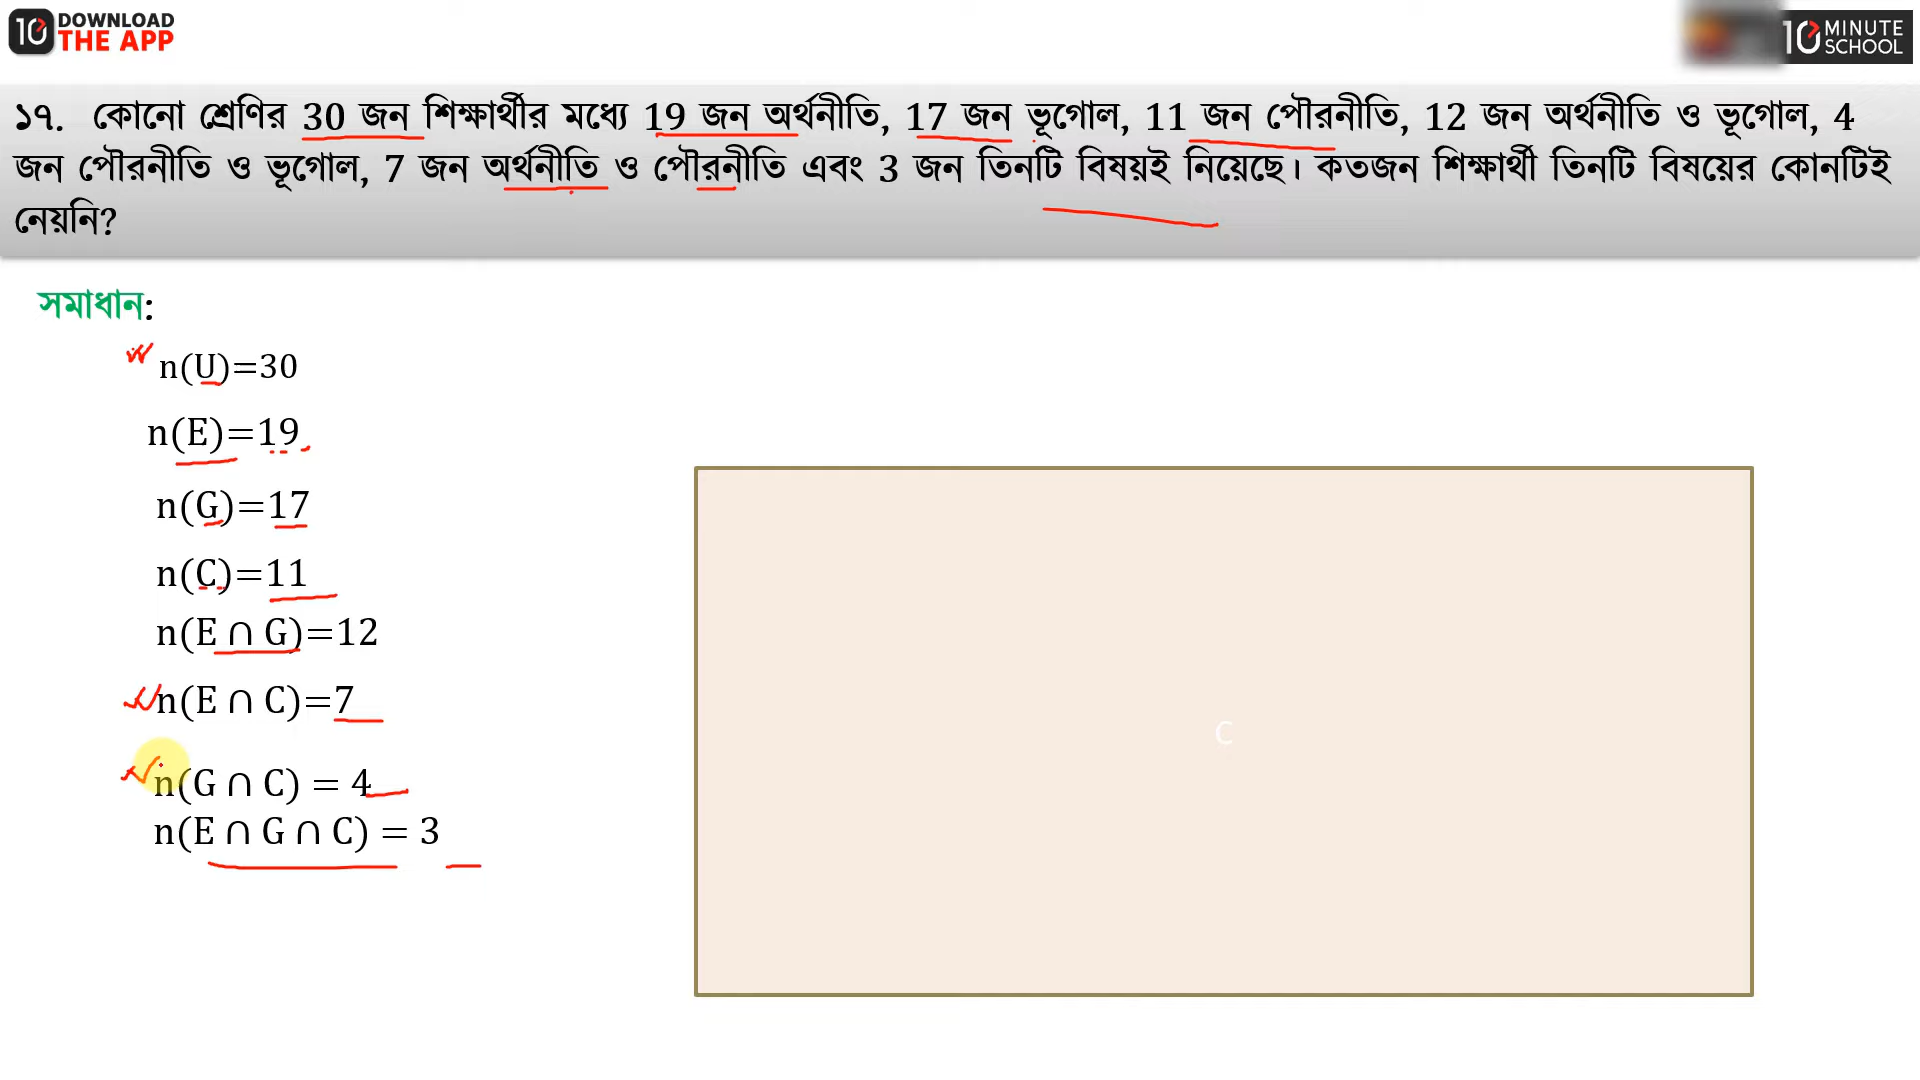 10 DOWNLOAD THE APP
10 MINUTE SCHOOL
১৭. কোনো শ্রেণির 30 জন শিক্ষার্থীর মধ্যে 19 জন অর্থনীতি, 17 জন ভূগোল, 11 জন পৌরনীতি, 12 জন অর্থনীতি ও ভূগোল, 4
জন পৌরনীতি ও ভূগোল, 7 জন অর্থনীতি ও পৌরনীতি এবং 3 জন তিনটি বিষয়ই নিয়েছে। কতজন শিক্ষার্থী তিনটি বিষয়ের কোনটিই
নেয়নি?
সমাধান:
n(U)=30
n(E)=19
n(G)=17
n(C)=11
n(E ∩ G)=12
n(E ∩ C)=7
C
n(G ∩ C) = 4
n(E ∩ G ∩ C) = 3